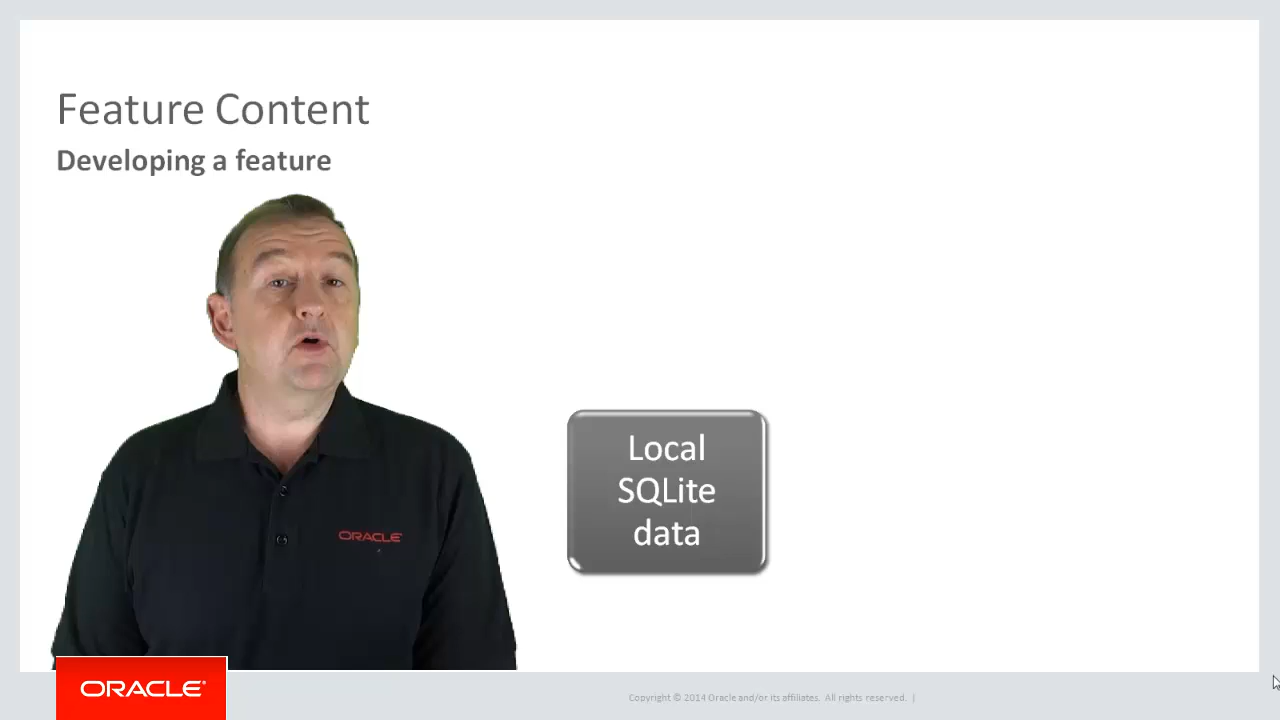 Feature Content
Developing a feature
ORACLE
Local
SQLite
data
ORACLE®
Copyright © 2014 Oracle and/or its affiliates. All rights reserved. |